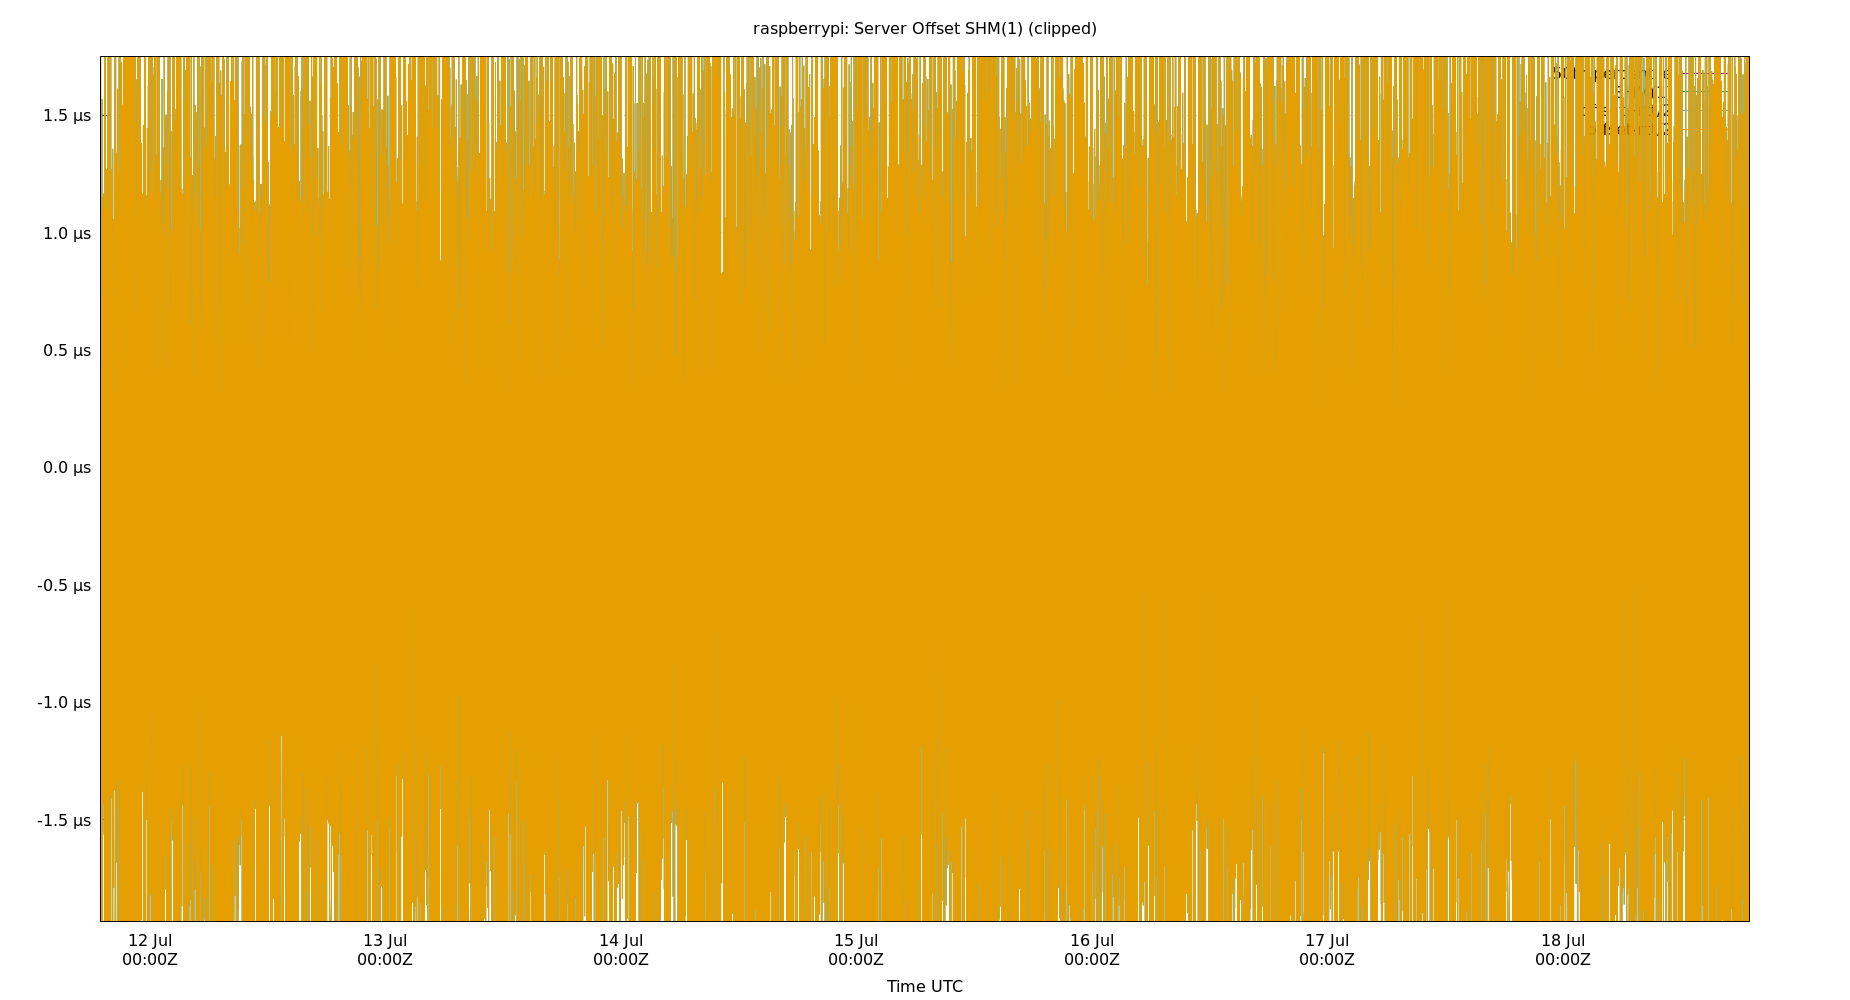 raspberrypi: Server Offset SHM(1) (clipped)
1.5 µs
1.0 µs
0.5 µs
0.0 µs
-0.5 µs
-1.0 µs
-1.5 µs
12 Jul 13 Jul 14 Jul 15 Jul 16 Jul 17 Jul 18 Jul
00:00Z 00:00Z 00:00Z 00:00Z 00:00Z 00:00Z 00:00Z
Time UTC